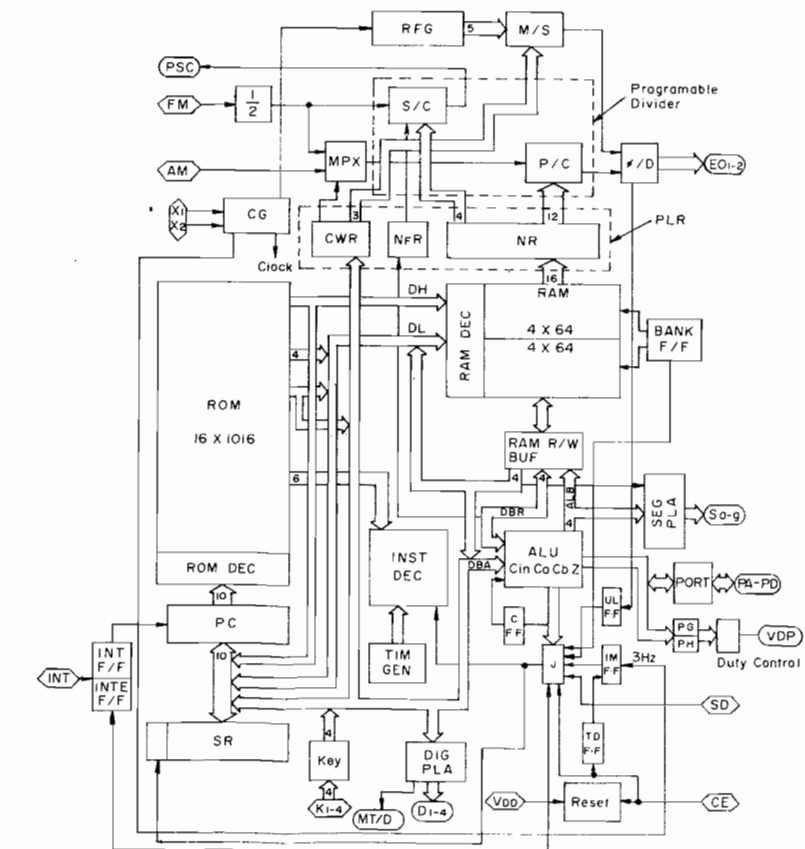 RFG
5
M/S
PSC
FM
1/2
S/C
Programable
Divider
AM
MPX
P/C
ϕ/D
EO1-2
X1
X2
CG
3
4
12
CWR
NFR
NR
PLR
Clock
16
DH
RAM
DL
RAM DEC
4 X 64
4 X 64
BANK
F/F
4
ROM
16 X 1016
RAM R/W
BUF
6
4
4
ALB
DBR
4
SEG
PLA
Sa-g
INST
DEC
ALU
Cin Co Cb Z
DBA
ROM DEC
10
PC
PORT
PA-PD
UL
F·F
C
F F
PG
PH
VDP
Duty Control
TIM
GEN
10
INT
F/F
INTE
F/F
INT
J
IM
F·F
3Hz
SD
SR
4
Key
4
K1-4
DIG
PLA
MT/D
D1-4
TD
F·F
VDD
Reset
CE